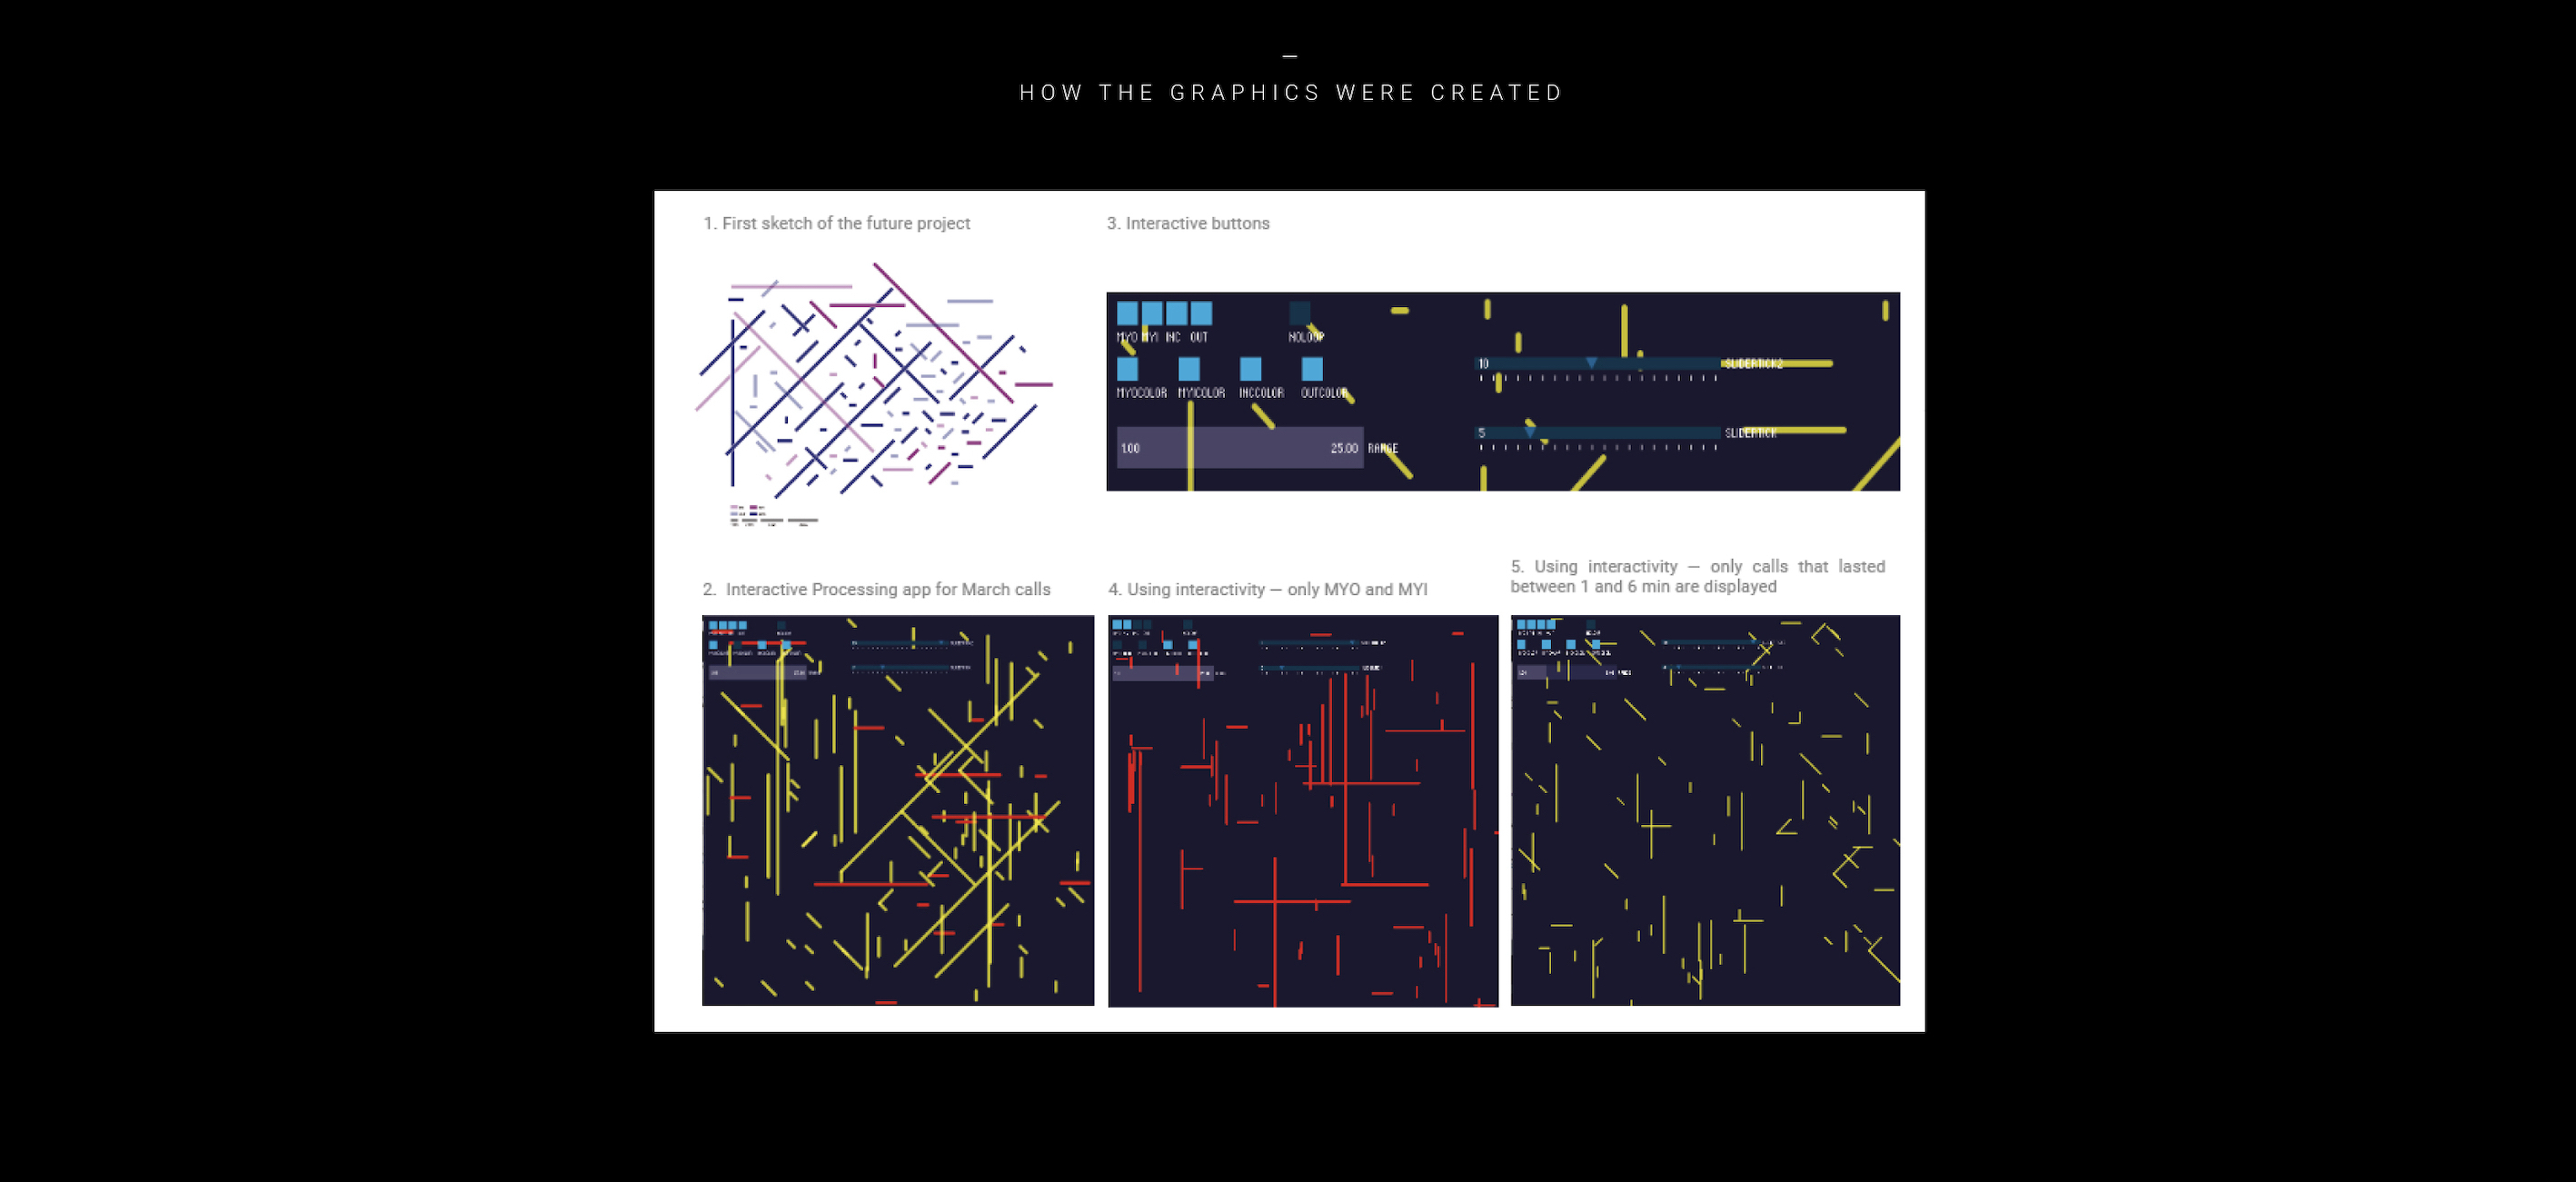 HOW THE GRAPHICS WERE CREATED
1. First sketch of the future project
3. Interactive buttons
MYO MYI INC OUT
NOLOOP
MYOCOLOR MYICOLOR INCCOLOR OUTCOLOR
10 SLIDERTICK2
1.00 25.00 RANGE
5 SLIDERTICK
2. Interactive Processing app for March calls
4. Using interactivity — only MYO and MYI
5. Using interactivity — only calls that lasted
between 1 and 6 min are displayed